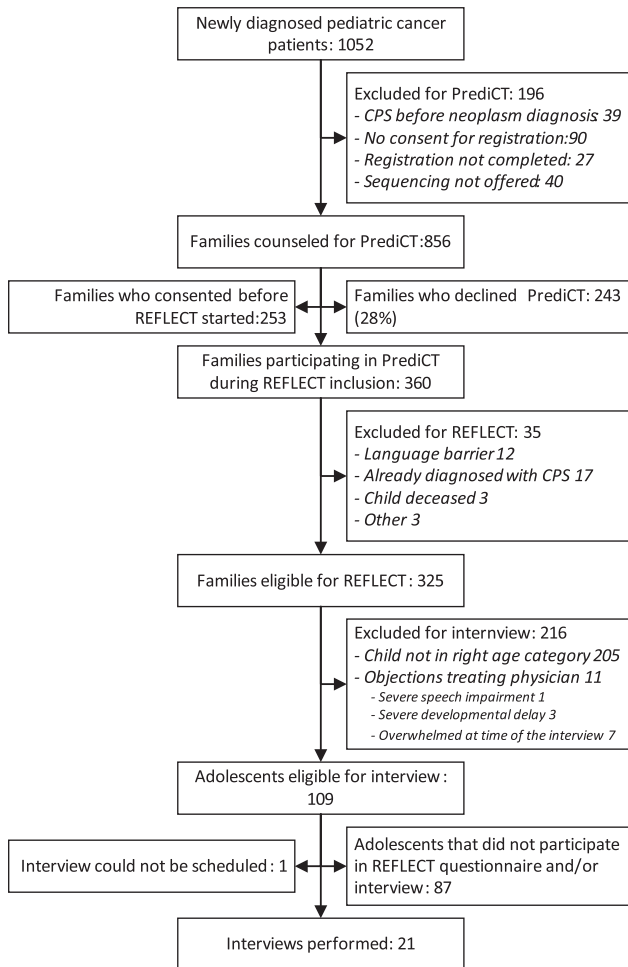 Newly diagnosed pediatric cancer
patients: 1052
Excluded for PrediCT: 196
- CPS before neoplasm diagnosis: 39
- No consent for registration:90
- Registration not completed: 27
- Sequencing not offered: 40
Families counseled for PrediCT:856
Families who consented before
REFLECT started:253
Families who declined PrediCT: 243
(28%)
Families participating in PrediCT
during REFLECT inclusion: 360
Excluded for REFLECT: 35
- Language barrier 12
- Already diagnosed with CPS 17
- Child deceased 3
- Other 3
Families eligible for REFLECT : 325
Excluded for internview: 216
- Child not in right age category 205
- Objections treating physician 11
- Severe speech impairment 1
- Severe developmental delay 3
- Overwhelmed at time of the interview 7
Adolescents eligible for interview :
109
Interview could not be scheduled : 1
Adolescents that did not participate
in REFLECT questionnaire and/or
interview : 87
Interviews performed: 21